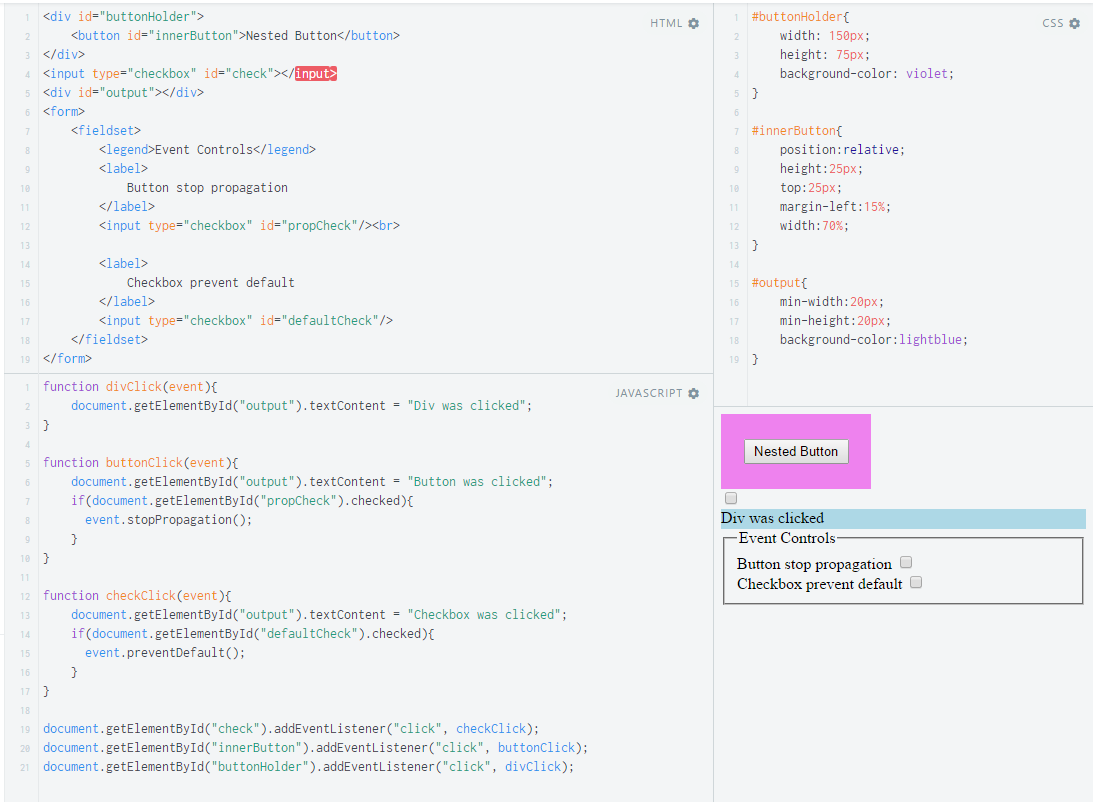 HTML
1 <div id="buttonHolder">
2     <button id="innerButton">Nested Button</button>
3 </div>
4 <input type="checkbox" id="check"></input>
5 <div id="output"></div>
6 <form>
7     <fieldset>
8         <legend>Event Controls</legend>
9         <label>
10             Button stop propagation
11         </label>
12         <input type="checkbox" id="propCheck"/><br>
13
14         <label>
15             Checkbox prevent default
16         </label>
17         <input type="checkbox" id="defaultCheck"/>
18     </fieldset>
19 </form>
CSS
1 #buttonHolder{
2     width: 150px;
3     height: 75px;
4     background-color: violet;
5 }
6
7 #innerButton{
8     position:relative;
9     height:25px;
10     top:25px;
11     margin-left:15%;
12     width:70%;
13 }
14
15 #output{
16     min-width:20px;
17     min-height:20px;
18     background-color:lightblue;
19 }
JAVASCRIPT
1 function divClick(event){
2     document.getElementById("output").textContent = "Div was clicked";
3 }
4
5 function buttonClick(event){
6     document.getElementById("output").textContent = "Button was clicked";
7     if(document.getElementById("propCheck").checked){
8       event.stopPropagation();
9     }
10 }
11
12 function checkClick(event){
13     document.getElementById("output").textContent = "Checkbox was clicked";
14     if(document.getElementById("defaultCheck").checked){
15       event.preventDefault();
16     }
17 }
18
19 document.getElementById("check").addEventListener("click", checkClick);
20 document.getElementById("innerButton").addEventListener("click", buttonClick);
21 document.getElementById("buttonHolder").addEventListener("click", divClick);
Nested Button
Div was clicked
Event Controls
Button stop propagation
Checkbox prevent default